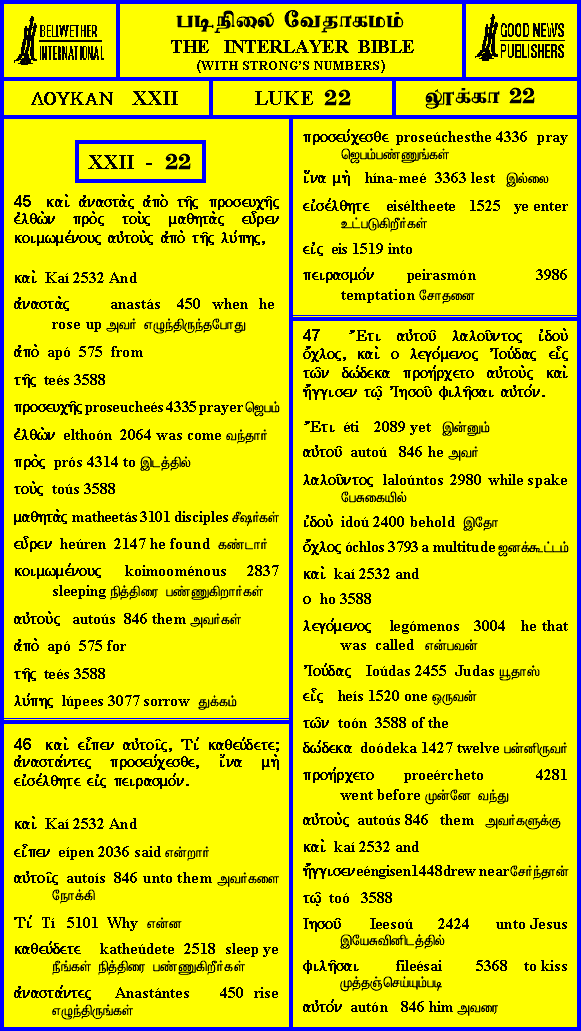 BELLWETHER
INTERNATIONAL
படிநிலை வேதாகமம்
THE INTERLAYER BIBLE
(WITH STRONG'S NUMBERS)
GOOD NEWS
PUBLISHERS
ΛΟΥΚΑΝ XXII
LUKE 22
லூக்கா 22
XXII - 22
45 καὶ ἀναστὰς ἀπὸ τῆς προσευχῆς
ἐλθὼν πρὸς τοὺς μαθητὰς εὗρεν
κοιμωμένους αὐτοὺς ἀπὸ τῆς λύπης,
καὶ Kaí 2532 And
ἀναστὰς anastás 450 when he
rose up அவர் எழுந்திருந்தபோது
ἀπὸ apó 575 from
τῆς teés 3588
προσευχῆς proseucheés 4335 prayer ஜெபம்
ἐλθὼν elthoón 2064 was come வந்தார்
πρὸς prós 4314 to இடத்தில்
τοὺς toús 3588
μαθητὰς matheetás 3101 disciples சீஷர்கள்
εὗρεν heúren 2147 he found கண்டார்
κοιμωμένους koimooménous 2837
sleeping நித்திரை பண்ணுகிறார்கள்
αὐτοὺς autoús 846 them அவர்கள்
ἀπὸ apó 575 for
τῆς teés 3588
λύπης lúpees 3077 sorrow துக்கம்
46 καὶ εἶπεν αὐτοῖς, Τί καθεύδετε;
ἀναστάντες προσεύχεσθε, ἵνα μὴ
εἰσέλθητε εἰς πειρασμόν.
καὶ Kaí 2532 And
εἶπεν eípen 2036 said என்றார்
αὐτοῖς autoís 846 unto them அவர்களை
நோக்கி
Τί Tí 5101 Why என்ன
καθεύδετε katheúdete 2518 sleep ye
நீங்கள் நித்திரை பண்ணுகிறீர்கள்
ἀναστάντες Anastántes 450 rise
எழுந்திருங்கள்
προσεύχεσθε proseúchesthe 4336 pray
ஜெபம்பண்ணுங்கள்
ἵνα μὴ hína-meé 3363 lest இல்லை
εἰσέλθητε eiséltheete 1525 ye enter
உட்படுகிறீர்கள்
εἰς eis 1519 into
πειρασμόν peirasmón 3986
temptation சோதனை
47 Ἔτι αὐτοῦ λαλοῦντος ἰδοὺ
ὄχλος, καὶ ο λεγόμενος Ἰούδας εἷς
τῶν δώδεκα προήρχετο αὐτοὺς καὶ
ἤγγισεν τῷ Ἰησοῦ φιλῆσαι αὐτόν.
Ἔτι éti 2089 yet இன்னும்
αὐτοῦ autoú 846 he அவர்
λαλοῦντος laloúntos 2980 while spake
பேசுகையில்
ἰδοὺ idoú 2400 behold இதோ
ὄχλος óchlos 3793 a multitude ஜனக்கூட்டம்
καὶ kaí 2532 and
ο ho 3588
λεγόμενος legómenos 3004 he that
was called என்பவன்
Ἰούδας Ioúdas 2455 Judas யூதாஸ்
εἷς heís 1520 one ஒருவன்
τῶν toón 3588 of the
δώδεκα doódeka 1427 twelve பன்னிருவர்
προήρχετο proeércheto 4281
went before முன்னே வந்து
αὐτοὺς autoús 846 them அவர்களுக்கு
καὶ kaí 2532 and
ἤγγισεν eéngisen 1448 drew near சேர்ந்தான்
τῷ toó 3588
Ιησοῦ Ieesoú 2424 unto Jesus
இயேசுவினிடத்தில்
φιλῆσαι fileésai 5368 to kiss
முத்தஞ்செய்யும்படி
αὐτόν autón 846 him அவரை